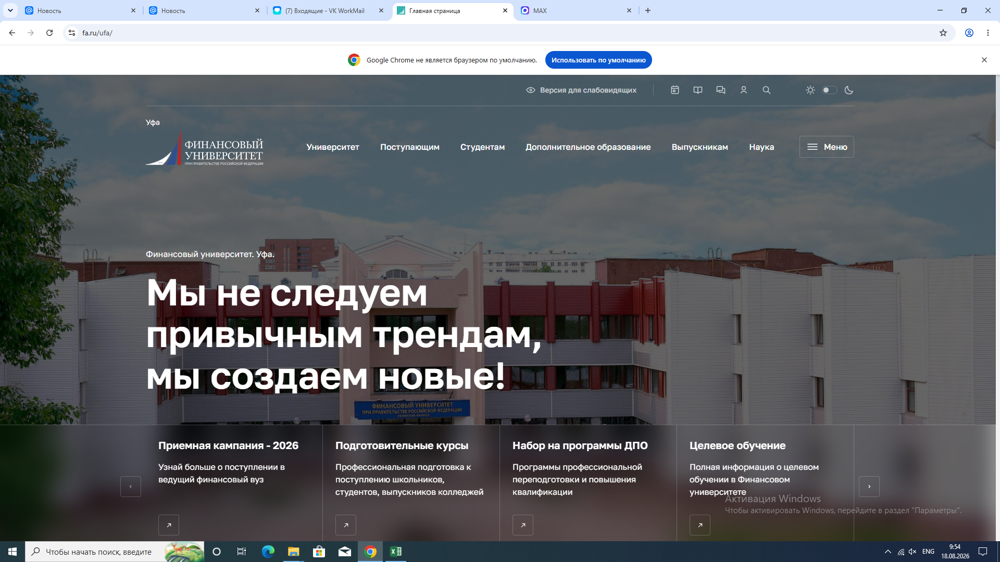 Новость
Новость
(7) Входящие - VK WorkMail
Главная страница
MAX
fa.ru/ufa/
Google Chrome не является браузером по умолчанию.
Использовать по умолчанию
Версия для слабовидящих
Уфа
ФИНАНСОВЫЙ
УНИВЕРСИТЕТ
ПРИ ПРАВИТЕЛЬСТВЕ РОССИЙСКОЙ ФЕДЕРАЦИИ
Университет
Поступающим
Студентам
Дополнительное образование
Выпускникам
Наука
Меню
Финансовый университет. Уфа.
Мы не следуем
привычным трендам,
мы создаем новые!
ФИНАНСОВЫЙ УНИВЕРСИТЕТ
ПРИ ПРАВИТЕЛЬСТВЕ РОССИЙСКОЙ ФЕДЕРАЦИИ
УФИМСКИЙ ФИЛИАЛ
Приемная кампания - 2026
Узнай больше о поступлении в
ведущий финансовый вуз
Подготовительные курсы
Профессиональная подготовка к
поступлению школьников,
студентов, выпускников колледжей
Набор на программы ДПО
Программы профессиональной
переподготовки и повышения
квалификации
Целевое обучение
Полная информация о целевом
обучении в Финансовом
университете
Активация Windows
Чтобы активировать Windows, перейдите в раздел "Параметры".
Чтобы начать поиск, введите
ENG
9:54
18.08.2026